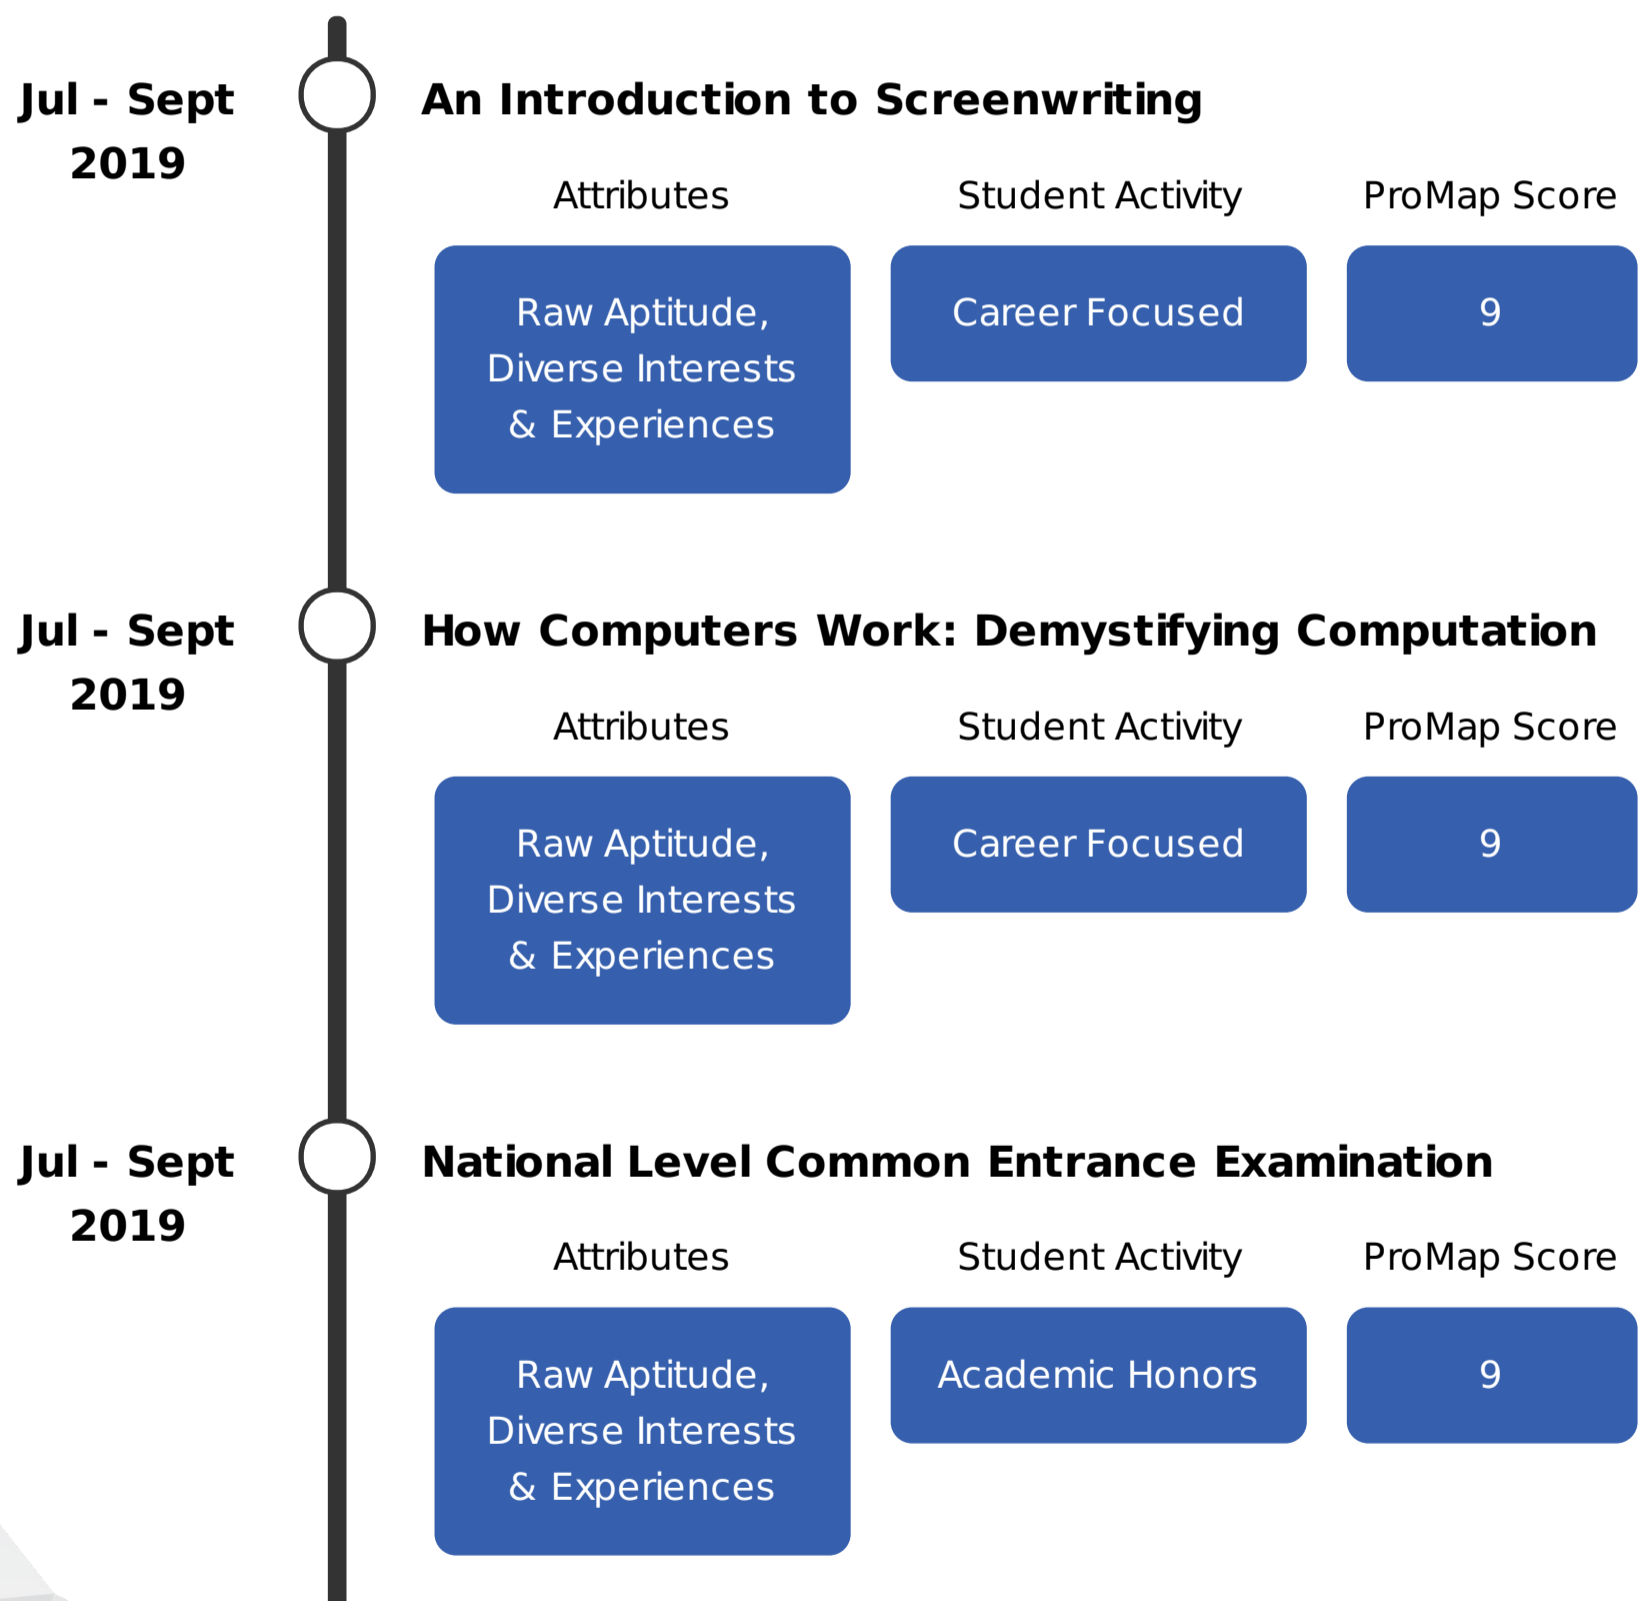 Jul - Sept
2019
An Introduction to Screenwriting
Attributes
Student Activity
ProMap Score
Raw Aptitude,
Diverse Interests
& Experiences
Career Focused
9
Jul - Sept
2019
How Computers Work: Demystifying Computation
Attributes
Student Activity
ProMap Score
Raw Aptitude,
Diverse Interests
& Experiences
Career Focused
9
Jul - Sept
2019
National Level Common Entrance Examination
Attributes
Student Activity
ProMap Score
Raw Aptitude,
Diverse Interests
& Experiences
Academic Honors
9